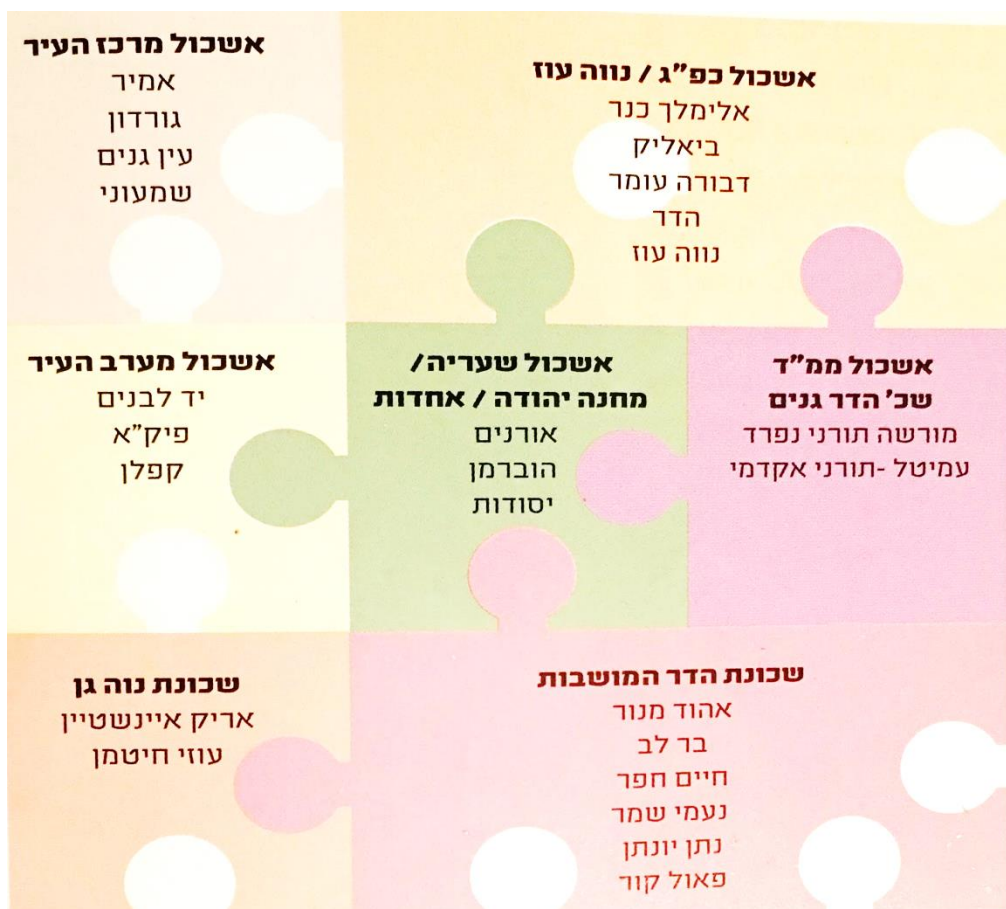 אשכול מרכז העיר
אמיר
גורדון
עין גנים
שמעוני
אשכול כפ"ג / נווה עוז
אלימלך כנר
ביאליק
דבורה עומר
הדר
נווה עוז
אשכול ממ"ד
שכ' הדר גנים
מורשה תורני נפרד
עמיטל -תורני אקדמי
אשכול שעריה/
מחנה יהודה / אחדות
אורנים
הוברמן
יסודות
אשכול מערב העיר
יד לבנים
פיק"א
קפלן
שכונת הדר המושבות
אהוד מנור
בר לב
חיים חפר
נעמי שמר
נתן יונתן
פאול קור
שכונת נוה גן
אריק איינשטיין
עוזי חיטמן